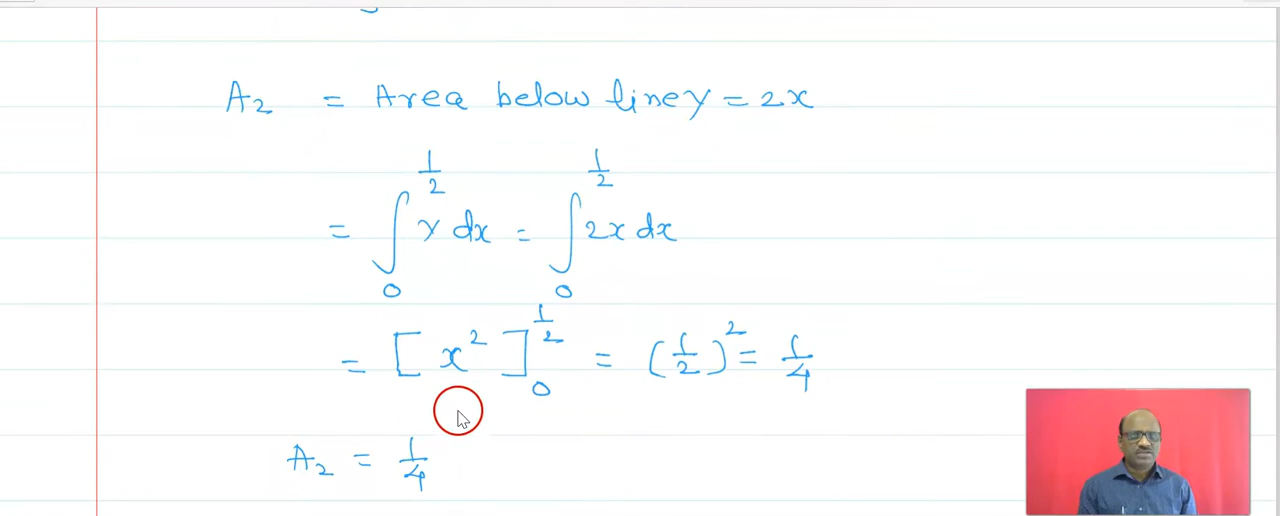 A₂ = Area below line y = 2x
= ∫₀^{1/2} y dx = ∫₀^{1/2} 2x dx
= [x²]₀^{1/2} = (1/2)² = 1/4
A₂ = 1/4